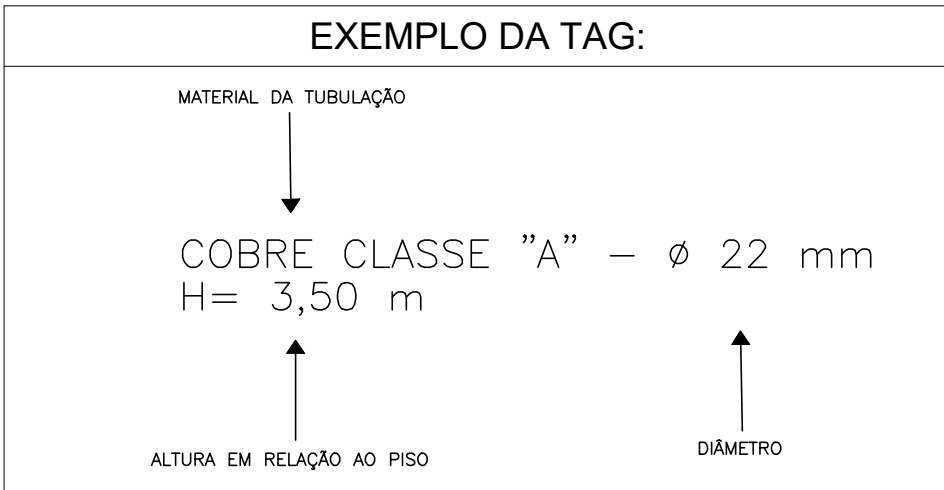 EXEMPLO DA TAG:
MATERIAL DA TUBULAÇÃO
COBRE CLASSE "A" – ⌀ 22 mm
H= 3,50 m
ALTURA EM RELAÇÃO AO PISO
DIÂMETRO